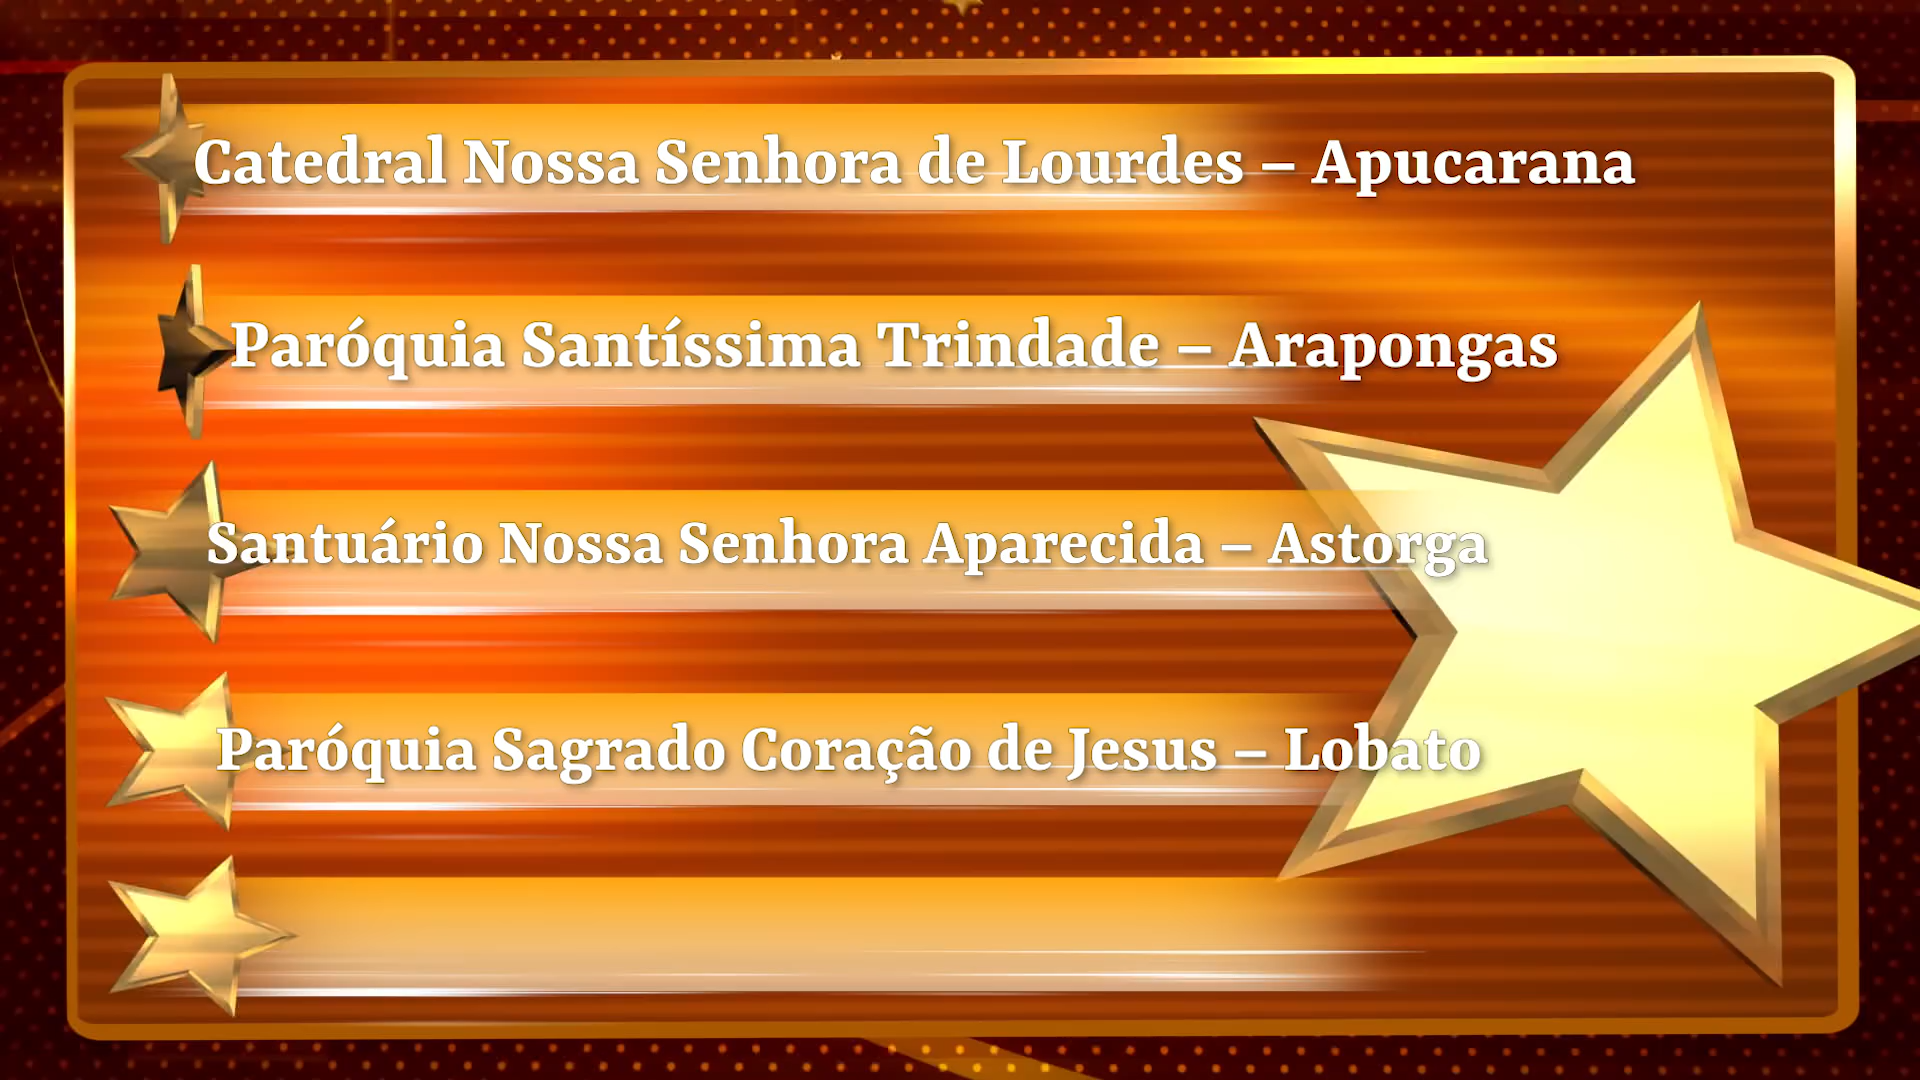 Catedral Nossa Senhora de Lourdes – Apucarana
Paróquia Santíssima Trindade – Arapongas
Santuário Nossa Senhora Aparecida – Astorga
Paróquia Sagrado Coração de Jesus – Lobato